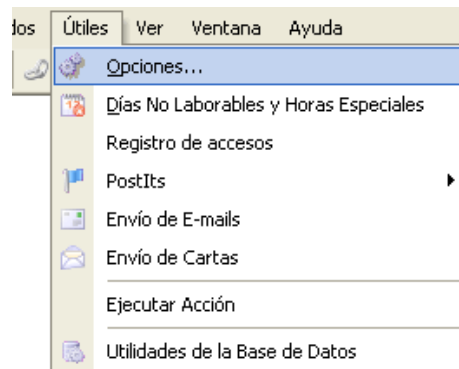 dos Útiles Ver Ventana Ayuda
Opciones...
Días No Laborables y Horas Especiales
Registro de accesos
PostIts
Envío de E-mails
Envío de Cartas
Ejecutar Acción
Utilidades de la Base de Datos